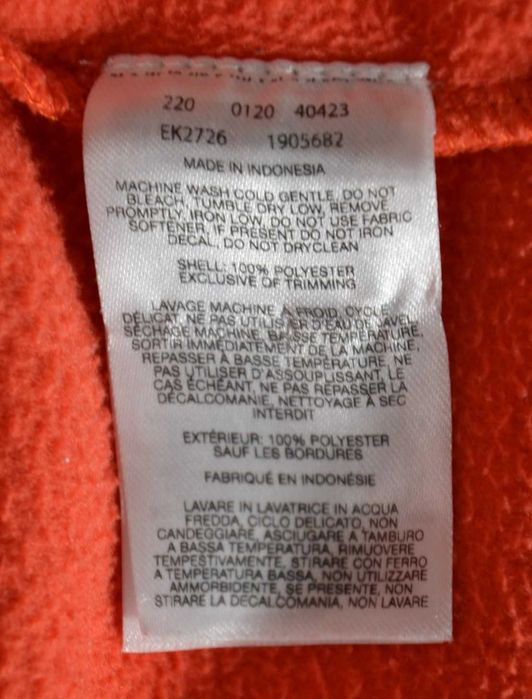 220 0120 40423
EK2726 1905682
MADE IN INDONESIA
MACHINE WASH COLD GENTLE, DO NOT
BLEACH, TUMBLE DRY LOW, REMOVE
PROMPTLY, IRON LOW, DO NOT USE FABRIC
SOFTENER, IF PRESENT DO NOT IRON
DECAL, DO NOT DRYCLEAN
SHELL: 100% POLYESTER
EXCLUSIVE OF TRIMMING
LAVAGE MACHINE A FROID, CYCLE
DÉLICAT, NE PAS UTILISER D'EAU DE JAVEL,
SÉCHAGE MACHINE, BASSE TEMPÉRATURE,
SORTIR IMMÉDIATEMENT DE LA MACHINE,
REPASSER À BASSE TEMPÉRATURE, NE
PAS UTILISER D'ASSOUPLISSANT, LE
CAS ÉCHÉANT, NE PAS REPASSER LA
DÉCALCOMANIE, NETTOYAGE À SEC
INTERDIT
EXTÉRIEUR: 100% POLYESTER
SAUF LES BORDURES
FABRIQUÉ EN INDONÉSIE
LAVARE IN LAVATRICE IN ACQUA
FREDDA, CICLO DELICATO, NON
CANDEGGIARE, ASCIUGARE A TAMBURO
A BASSA TEMPERATURA, RIMUOVERE
TEMPESTIVAMENTE, STIRARE CON FERRO
A TEMPERATURA BASSA, NON UTILIZZARE
AMMORBIDENTE, SE PRESENTE, NON
STIRARE LA DECALCOMANIA, NON LAVARE